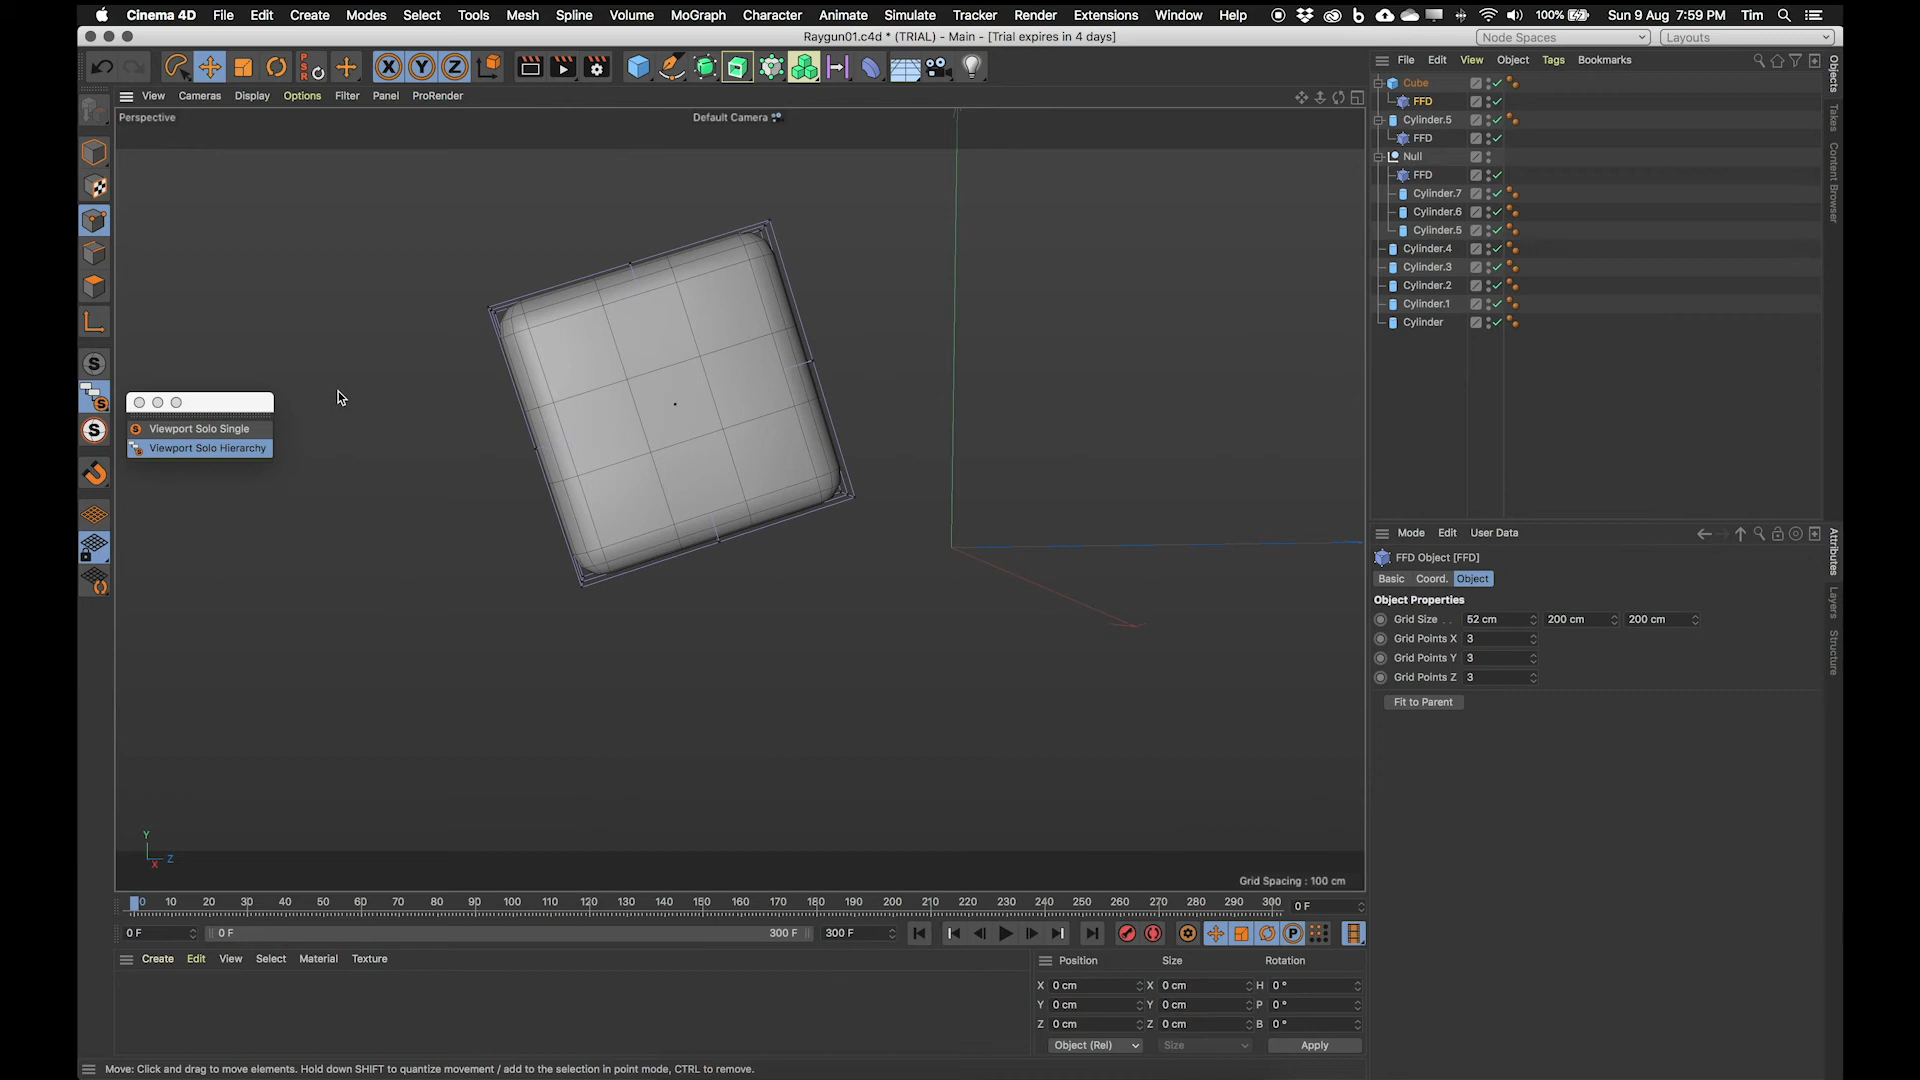 Cinema 4D File Edit Create Modes Select Tools Mesh Spline Volume MoGraph Character Animate Simulate Tracker Render Extensions Window Help 100% Sun 9 Aug 7:59 PM Tim
Raygun01.c4d * (TRIAL) - Main - [Trial expires in 4 days]
Node Spaces
Layouts
View Cameras Display Options Filter Panel ProRender
Perspective
Default Camera
Viewport Solo Single
Viewport Solo Hierarchy
Y
X
Z
Grid Spacing : 100 cm
File Edit View Object Tags Bookmarks
Cube
FFD
Cylinder.5
FFD
Null
FFD
Cylinder.7
Cylinder.6
Cylinder.5
Cylinder.4
Cylinder.3
Cylinder.2
Cylinder.1
Cylinder
Objects
Takes
Content Browser
Mode Edit User Data
FFD Object [FFD]
Basic Coord. Object
Object Properties
Grid Size . . 52 cm 200 cm 200 cm
Grid Points X 3
Grid Points Y 3
Grid Points Z 3
Fit to Parent
Attributes
Layers
Structure
0 10 20 30 40 50 60 70 80 90 100 110 120 130 140 150 160 170 180 190 200 210 220 230 240 250 260 270 280 290 300 0 F
0 F 0 F 300 F 300 F
Create Edit View Select Material Texture
Position Size Rotation
X 0 cm X 0 cm H 0 °
Y 0 cm Y 0 cm P 0 °
Z 0 cm Z 0 cm B 0 °
Object (Rel) Size Apply
Move: Click and drag to move elements. Hold down SHIFT to quantize movement / add to the selection in point mode, CTRL to remove.